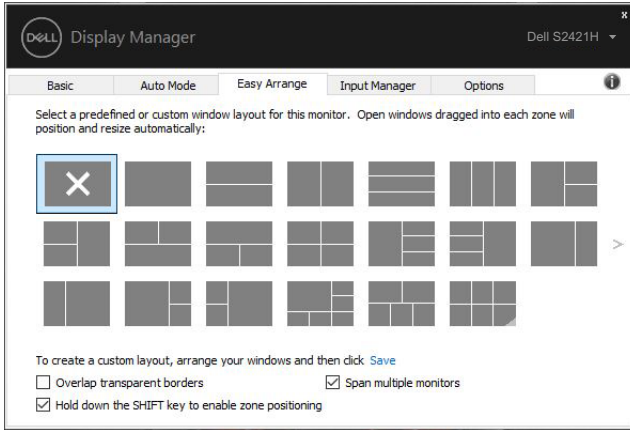 x
DELL Display Manager Dell S2421H
Basic Auto Mode Easy Arrange Input Manager Options
Select a predefined or custom window layout for this monitor. Open windows dragged into each zone will
position and resize automatically:
>
To create a custom layout, arrange your windows and then click Save
Overlap transparent borders Span multiple monitors
Hold down the SHIFT key to enable zone positioning